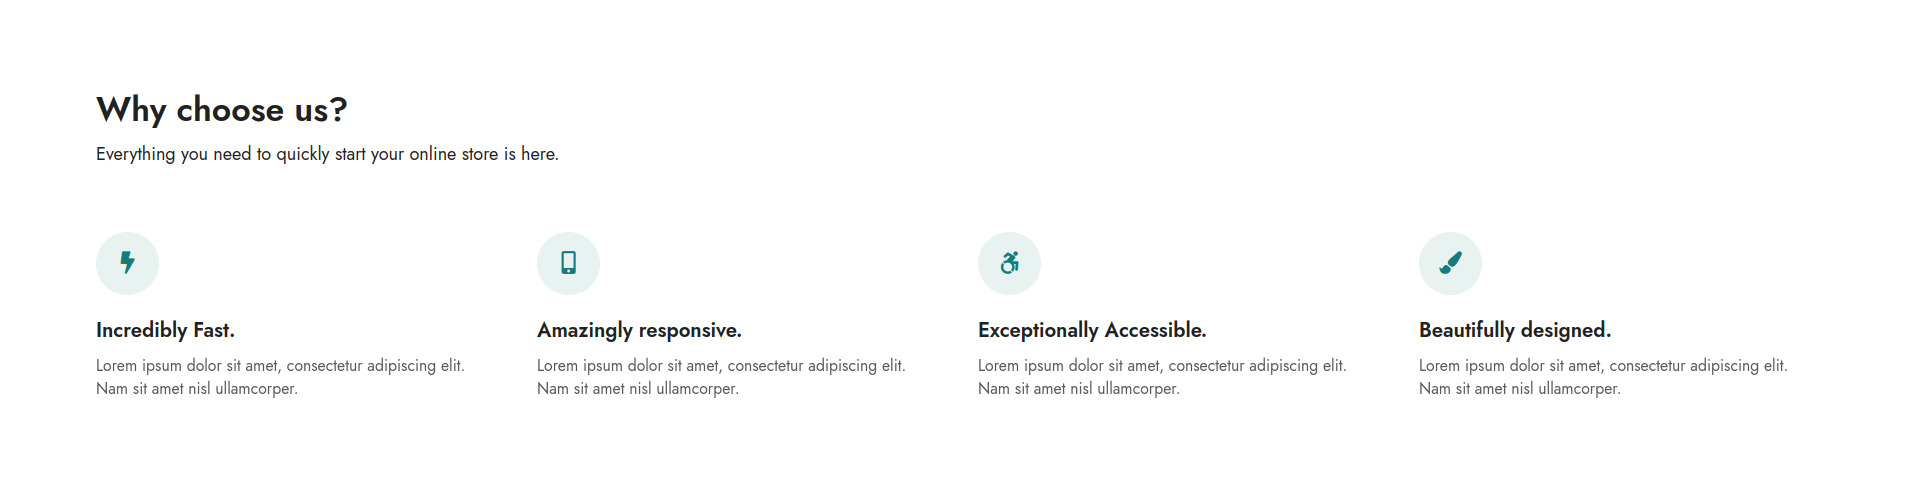 Why choose us?
Everything you need to quickly start your online store is here.
Incredibly Fast.
Lorem ipsum dolor sit amet, consectetur adipiscing elit.
Nam sit amet nisl ullamcorper.
Amazingly responsive.
Lorem ipsum dolor sit amet, consectetur adipiscing elit.
Nam sit amet nisl ullamcorper.
Exceptionally Accessible.
Lorem ipsum dolor sit amet, consectetur adipiscing elit.
Nam sit amet nisl ullamcorper.
Beautifully designed.
Lorem ipsum dolor sit amet, consectetur adipiscing elit.
Nam sit amet nisl ullamcorper.